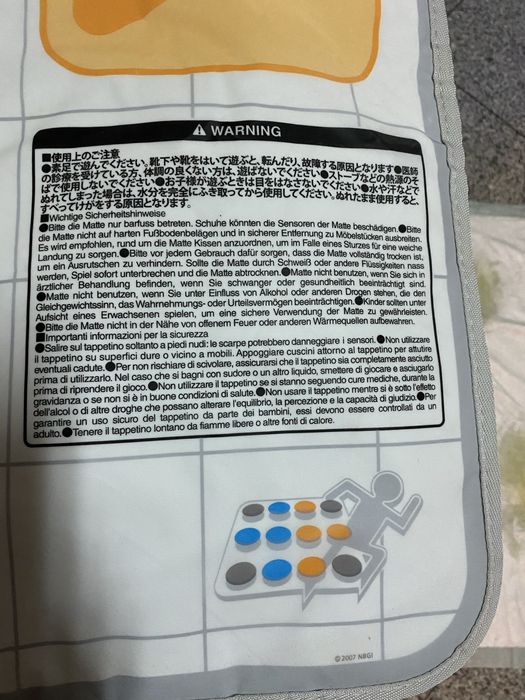 ⚠ WARNING
■使用上のご注意
●素足で遊んでください。靴下や靴をはいて遊ぶと、転んだり、故障する原因となります●医師
の診療を受けている方、体調の良くない方は、遊ばないでください●ストーブなどの熱源のそ
ばで使用しないでください●お子様が遊ぶときは目をはなさないでください●水や汗などで
ぬれてしまった場合は、水分を完全にふき取ってから使用してください。ぬれたまま使用すると、
すべってけがをする原因となります。
■Wichtige Sicherheitshinweise
●Bitte die Matte nur barfuss betreten. Schuhe könnten die Sensoren der Matte beschädigen.●Bitte
die Matte nicht auf harten Fußbodenbelägen und in sicherer Entfernung zu Möbelstücken ausbreiten.
Es wird empfohlen, rund um die Matte Kissen anzuordnen, um im Falle eines Sturzes für eine weiche
Landung zu sorgen.●Bitte vor jedem Gebrauch dafür sorgen, dass die Matte vollständig trocken ist,
um ein Ausrutschen zu verhindern. Sollte die Matte durch Schweiß oder andere Flüssigkeiten nass
werden, Spiel sofort unterbrechen und die Matte abtrocknen.●Matte nicht benutzen, wenn Sie sich in
ärztlicher Behandlung befinden, wenn Sie schwanger oder gesundheitlich beeinträchtigt sind.
●Matte nicht benutzen, wenn Sie unter Einfluss von Alkohol oder anderen Drogen stehen, die den
Gleichgewichtssinn, das Wahrnehmungs- oder Urteilsvermögen beeinträchtigen.●Kinder sollten unter
Aufsicht eines Erwachsenen spielen, um eine sichere Verwendung der Matte zu gewährleisten.
●Bitte die Matte nicht in der Nähe von offenem Feuer oder anderen Wärmequellen aufbewahren.
■Importanti informazioni per la sicurezza
●Salire sul tappetino soltanto a piedi nudi: le scarpe potrebbero danneggiare i sensori.●Non utilizzare
il tappetino su superfici dure o vicino a mobili. Appoggiare cuscini attorno al tappetino per attutire
eventuali cadute.●Per non rischiare di scivolare, assicurarsi che il tappetino sia completamente asciutto
prima di utilizzarlo. Nel caso che si bagni con sudore o un altro liquido, smettere di giocare e asciugarlo
prima di riprendere il gioco.●Non utilizzare il tappetino se si stanno seguendo cure mediche, durante la
gravidanza o se non si è in buone condizioni di salute.●Non usare il tappetino mentre si è sotto l'effetto
dell'alcol o di altre droghe che possano alterare l'equilibrio, la percezione e la capacità di giudizio.●Per
garantire un uso sicuro del tappetino da parte dei bambini, essi devono essere controllati da un
adulto.●Tenere il tappetino lontano da fiamme libere o altre fonti di calore.
© 2007 NBGI